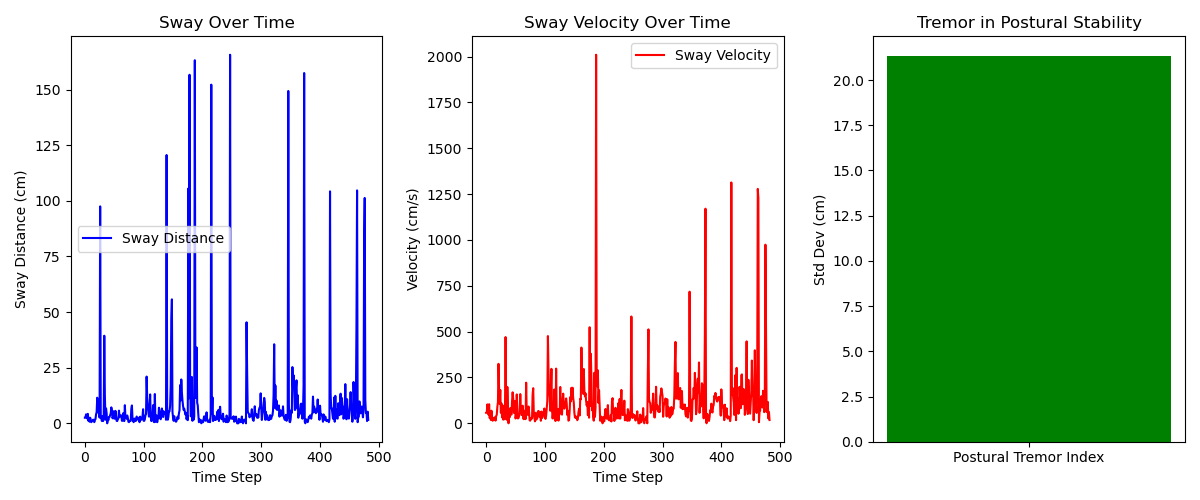 Sway Over Time
Sway Distance (cm)
150
125
100
75
50
25
0
Sway Distance
0 100 200 300 400 500
Time Step
Sway Velocity Over Time
Velocity (cm/s)
2000
1750
1500
1250
1000
750
500
250
0
Sway Velocity
0 100 200 300 400 500
Time Step
Tremor in Postural Stability
Std Dev (cm)
20.0
17.5
15.0
12.5
10.0
7.5
5.0
2.5
0.0
Postural Tremor Index